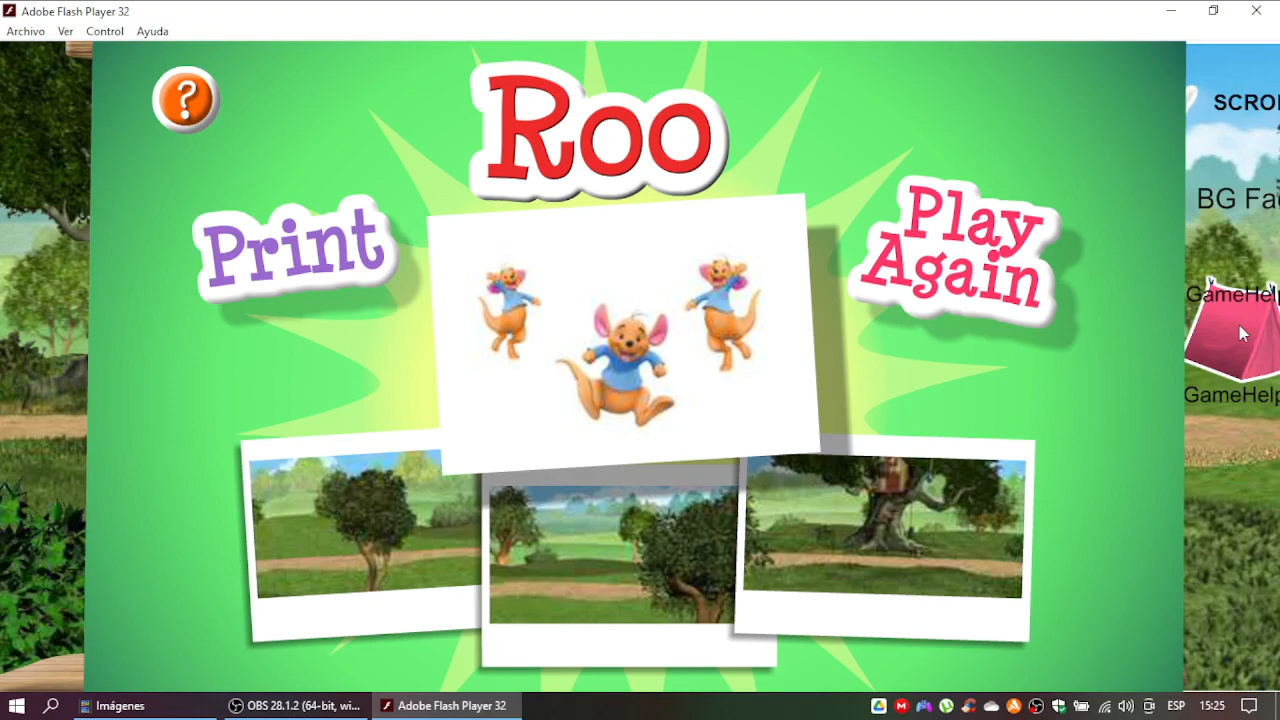 Adobe Flash Player 32
Archivo Ver Control Ayuda
?
Roo
SCRO
Print
Play
Again
BG Fa
GameHel
GameHelp
Imágenes
OBS 28.1.2 (64-bit, wi...
Adobe Flash Player 32
ESP
15:25